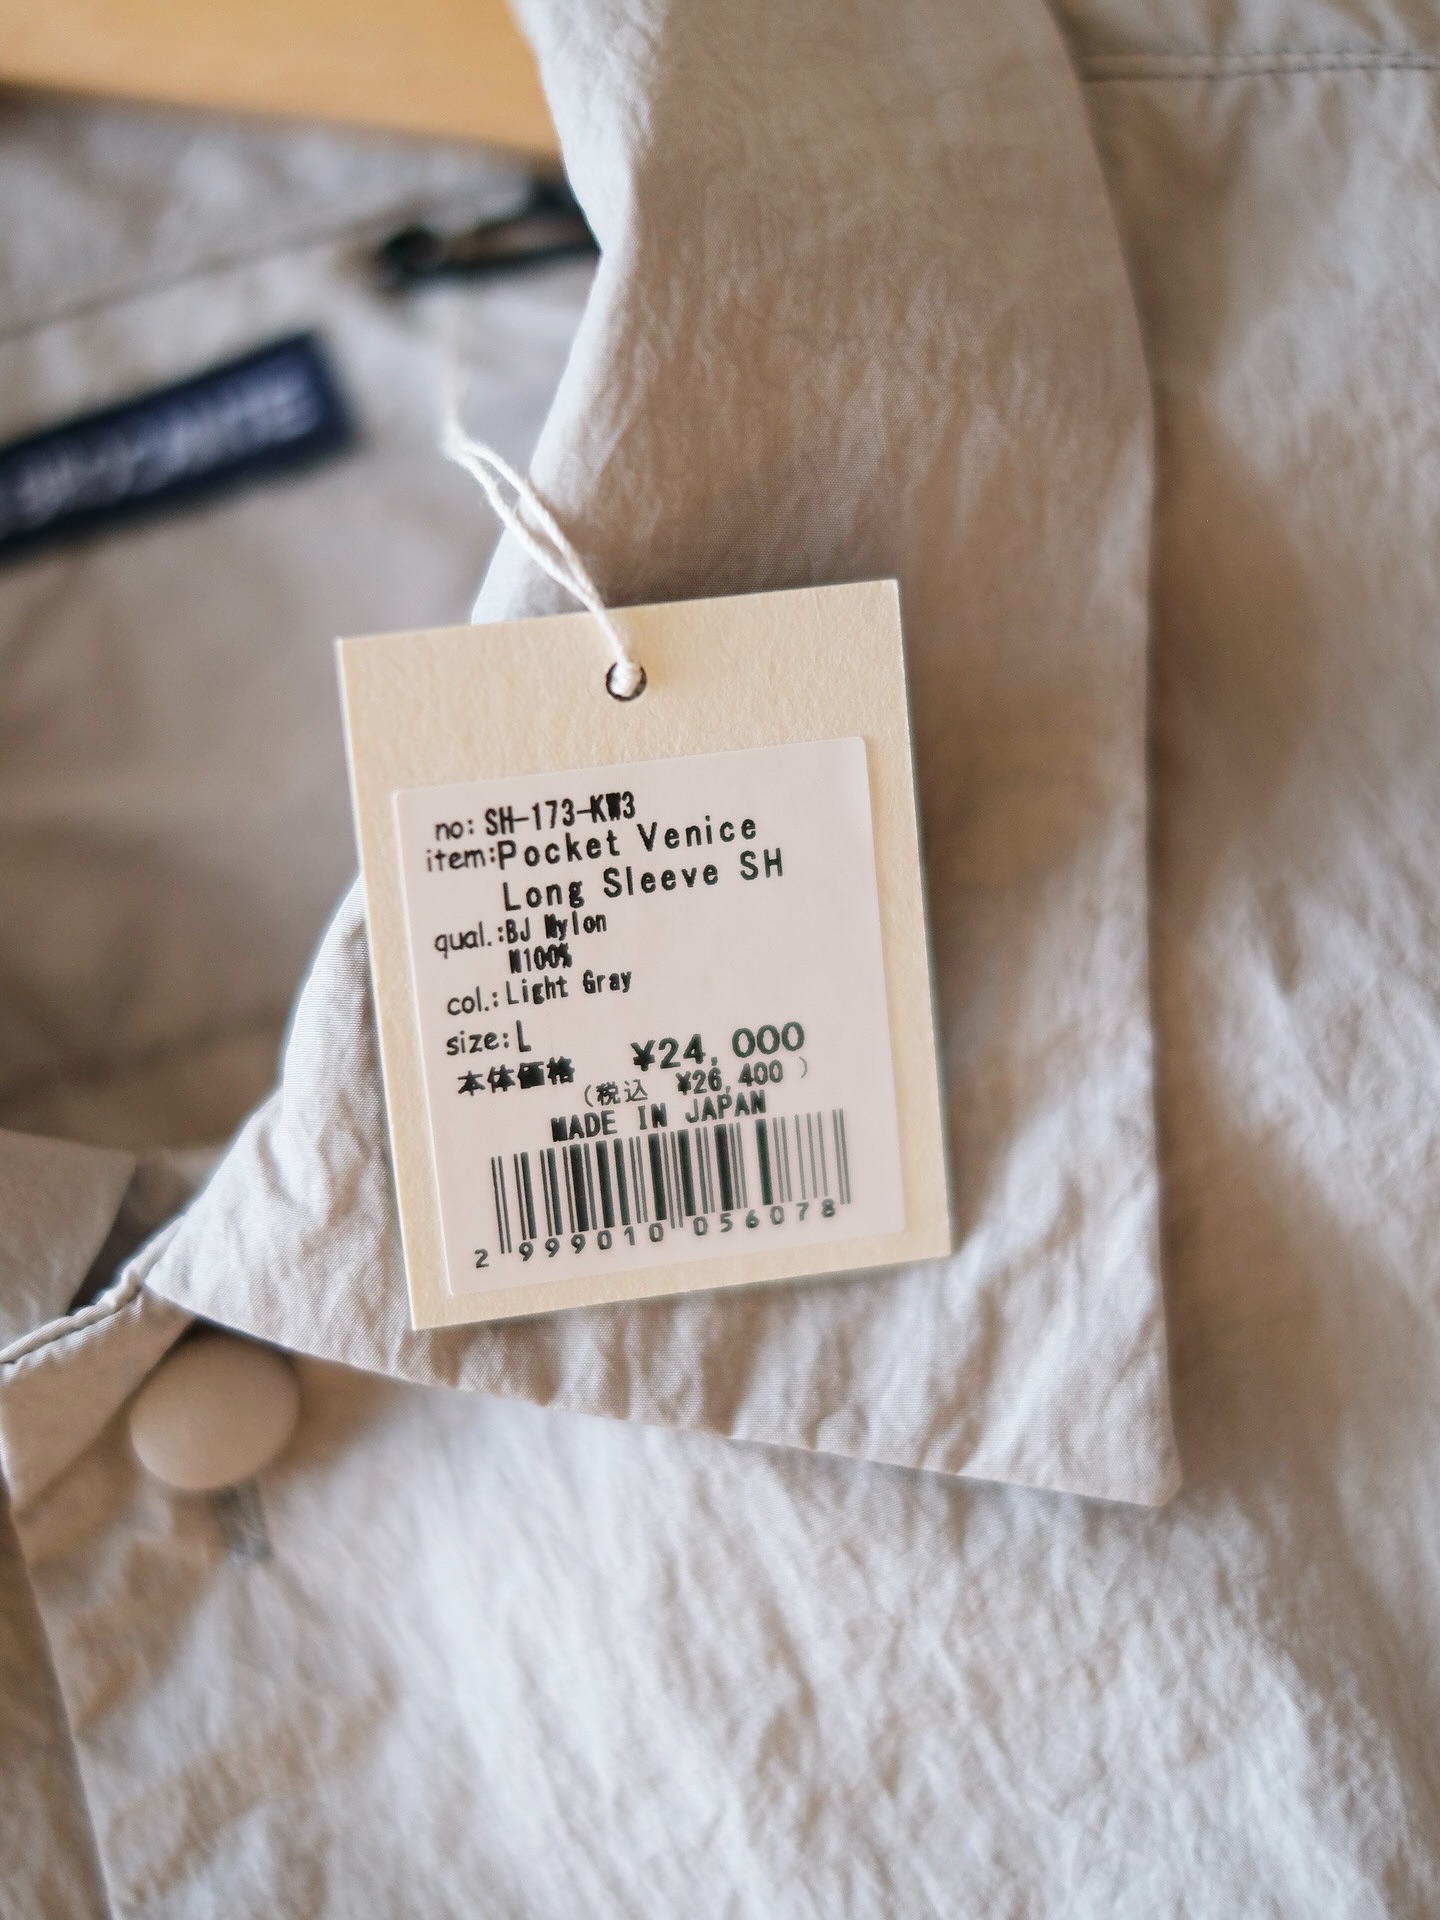 no: SH-173-KW3
item:Pocket Venice
Long Sleeve SH
qual.:BJ Nylon
N100%
col.: Light Gray
size: L
本体価格 ¥24,000
(税込 ¥26,400 )
MADE IN JAPAN
2 999010 056078